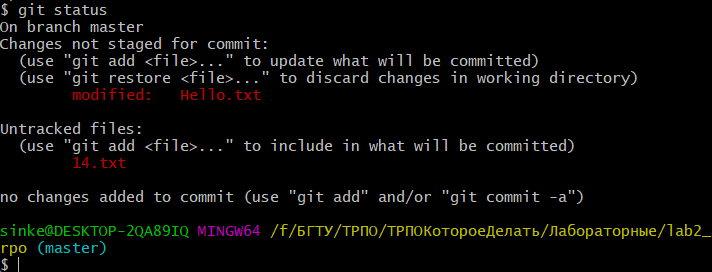 $ git status
On branch master
Changes not staged for commit:
  (use "git add <file>..." to update what will be committed)
  (use "git restore <file>..." to discard changes in working directory)
        modified:   Hello.txt

Untracked files:
  (use "git add <file>..." to include in what will be committed)
        14.txt

no changes added to commit (use "git add" and/or "git commit -a")

sinke@DESKTOP-2QA89IQ MINGW64 /f/БГТУ/ТРПО/ТРПОКотороеДелать/Лабораторные/lab2_
rpo (master)
$